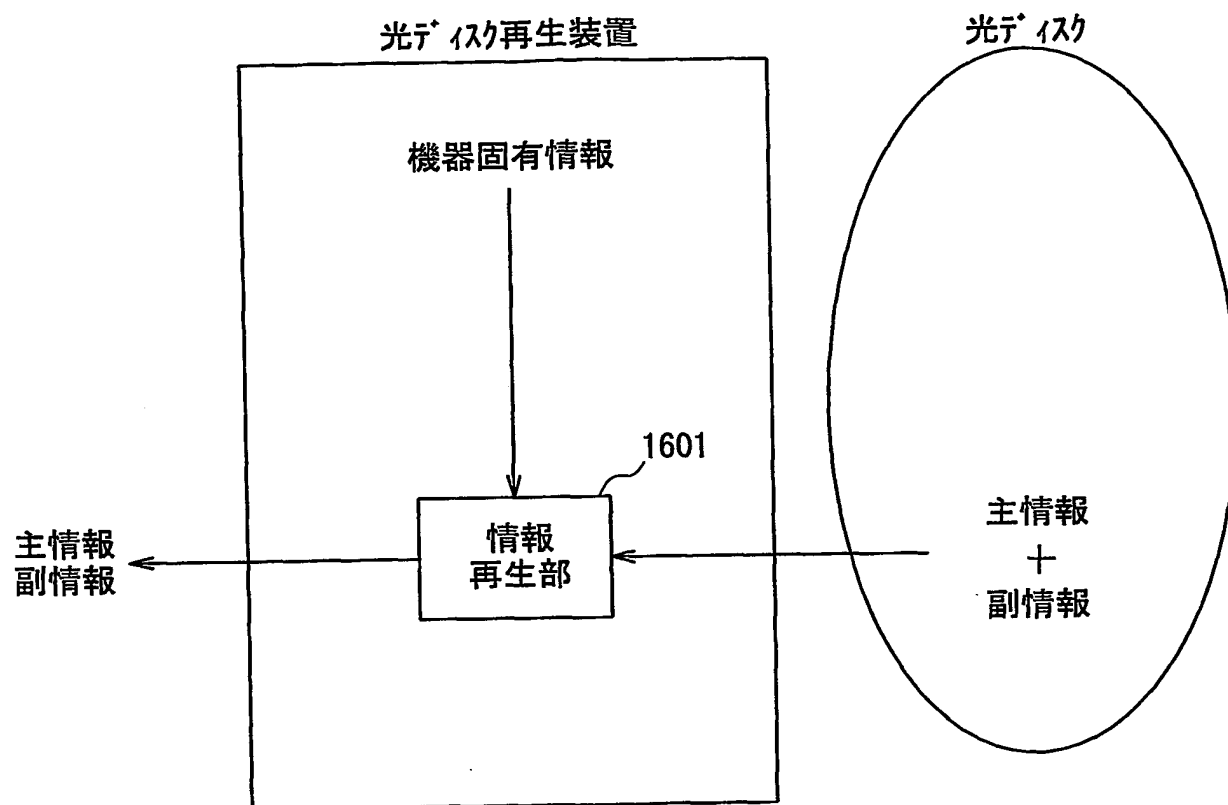 光ディスク再生装置
光ディスク
機器固有情報
1601
情報
再生部
主情報
副情報
主情報
+
副情報